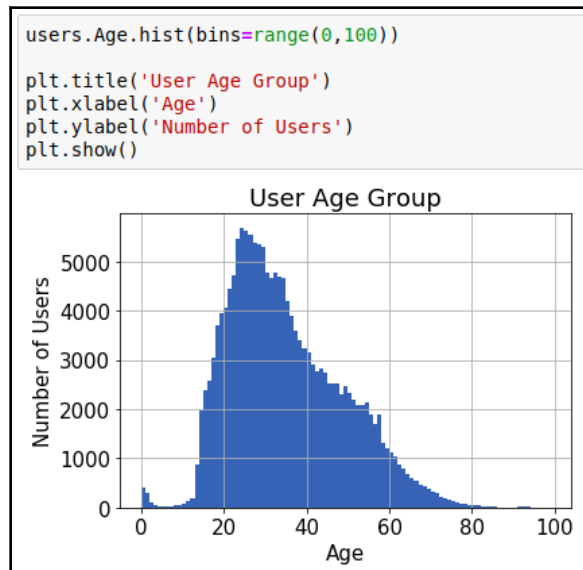 users.Age.hist(bins=range(0,100))
plt.title('User Age Group')
plt.xlabel('Age')
plt.ylabel('Number of Users')
plt.show()
User Age Group
Number of Users
5000
4000
3000
2000
1000
0
0 20 40 60 80 100
Age